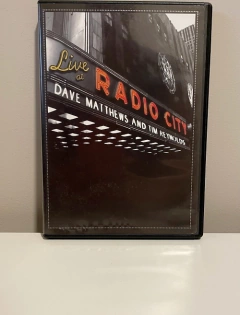 Live
at
RADIO CITY
DAVE MATTHEWS AND TIM REYNOLDS